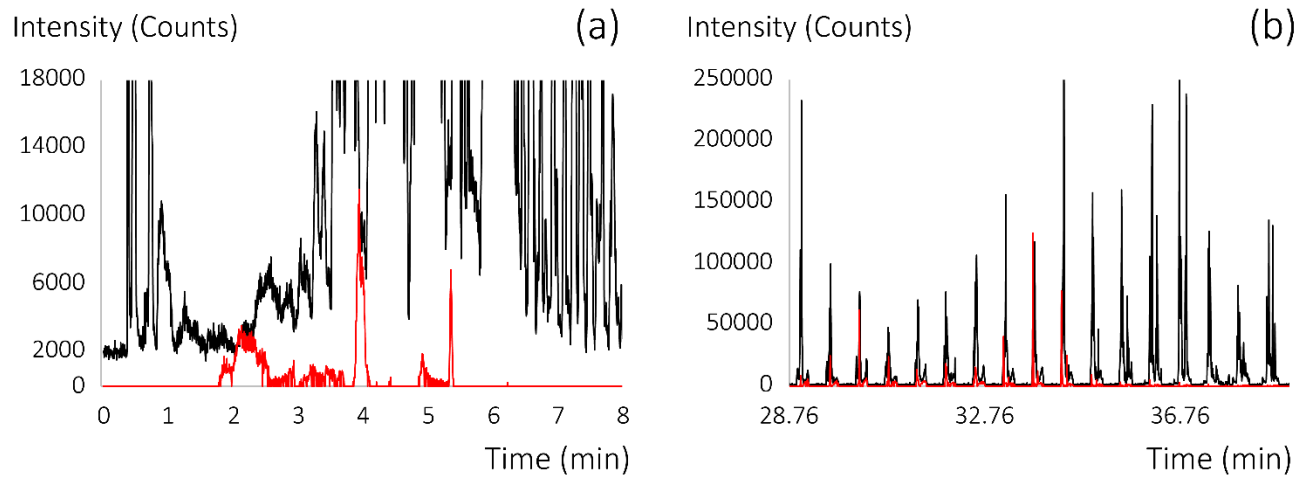 Intensity (Counts)
(a)
18000
14000
10000
6000
2000
0
0 1 2 3 4 5 6 7 8
Time (min)
Intensity (Counts)
(b)
250000
200000
150000
100000
50000
0
28.76 32.76 36.76
Time (min)